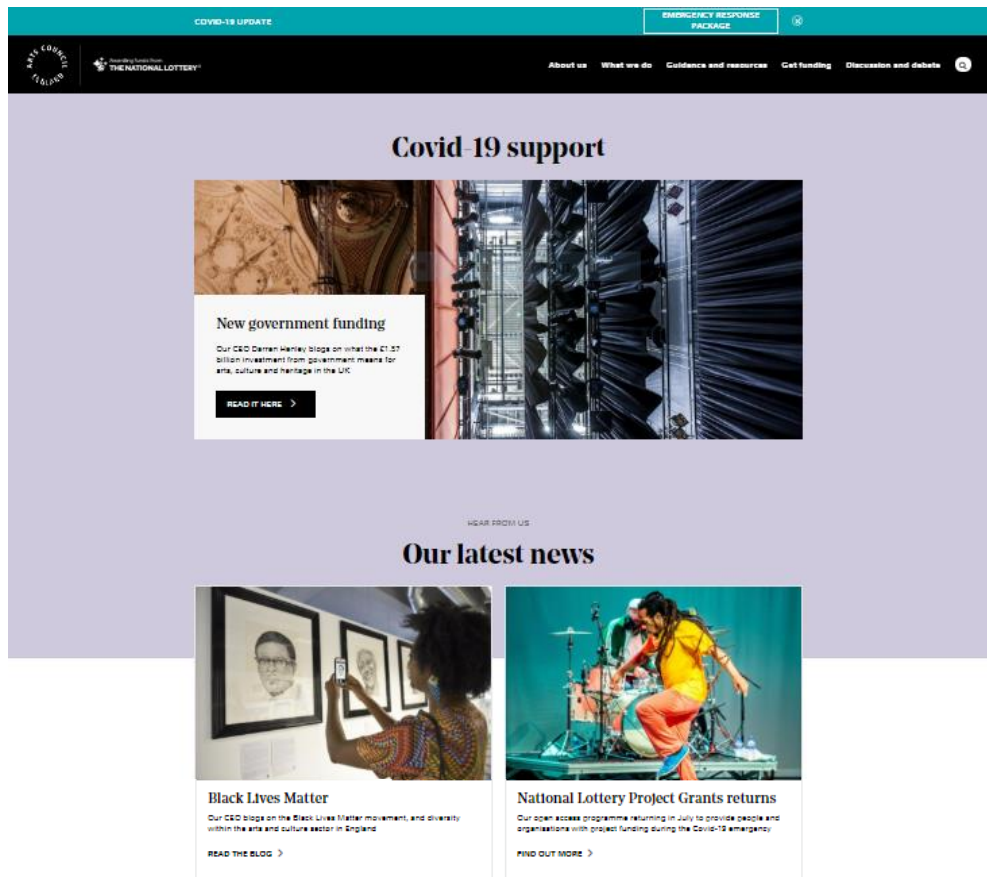 COVID-19 UPDATE
EMERGENCY RESPONSE
PACKAGE
ARTS COUNCIL
ENGLAND
Awarding funds from
THE NATIONAL LOTTERY®
About us
What we do
Guidance and resources
Get funding
Discussion and debate
Covid-19 support
New government funding
Our CEO Darren Henley blogs on what the £1.57
billion investment from government means for
arts, culture and heritage in the UK
READ IT HERE
HEAR FROM US
Our latest news
Black Lives Matter
Our CEO blogs on the Black Lives Matter movement, and diversity
within the arts and culture sector in England
READ THE BLOG
National Lottery Project Grants returns
Our open access programme returning in July to provide people and
organisations with project funding during the Covid-19 emergency
FIND OUT MORE